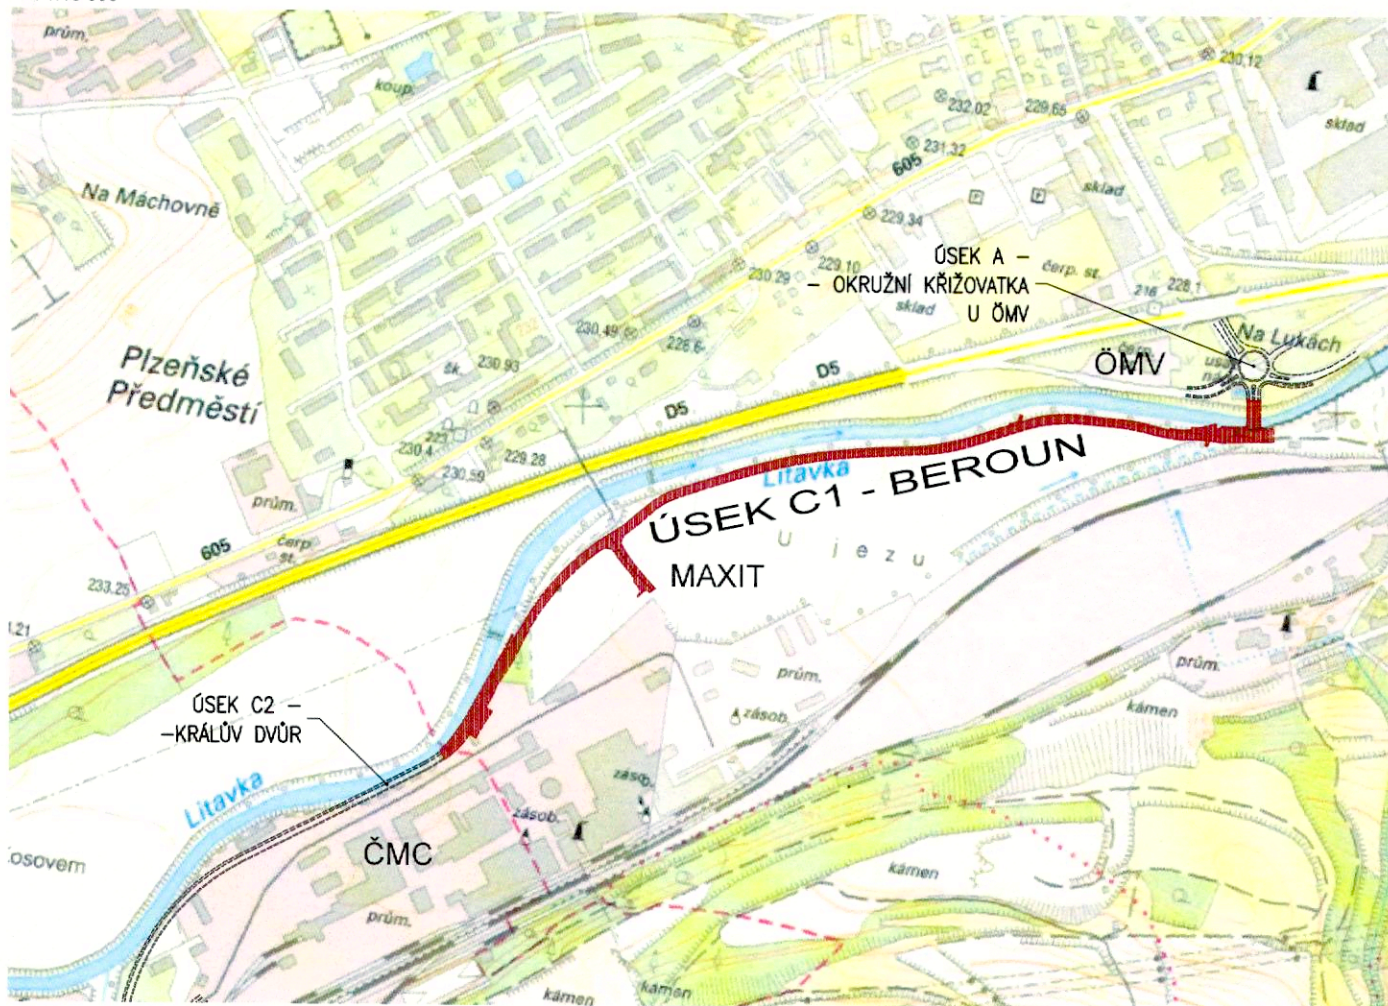 prům.
koup.
230,12
232.02
229,65
sklad
231,32
605
Na Máchovně
sklad
229,34
ÚSEK A –
– OKRUŽNÍ KŘIŽOVATKA
U ÖMV
229.10
230.29
čerp. st.
216
228,1
sklad
Na Lukách
230.49
Plzeňské
Předměstí
šk.
230.93
D5
ÖMV
D5
223
230.4
229.28
230,59
Litavka
ÚSEK C1 - BEROUN
prům.
605
čerp.
st.
U jezu
MAXIT
233.25
prům.
prům.
ÚSEK C2 –
–KRÁLŮV DVŮR
zásob.
kámen
Litavka
zásob.
zásob.
ČMC
kámen
prům.
kámen
kámen